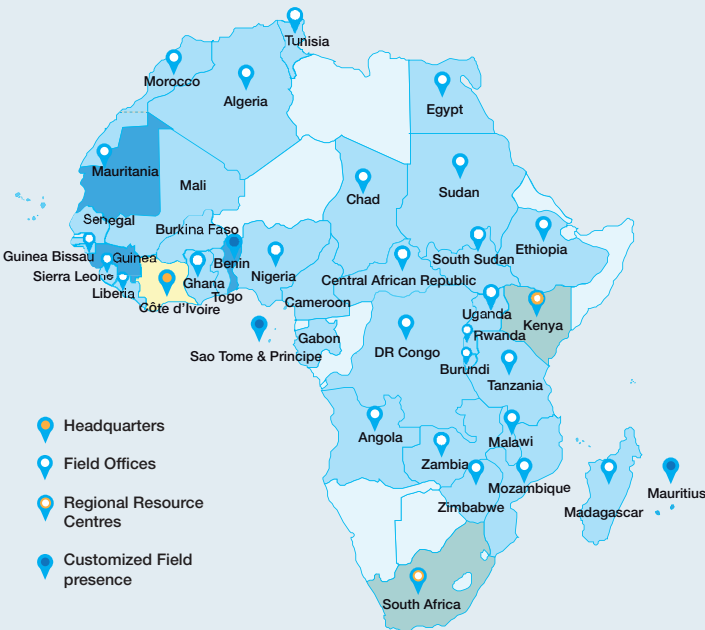 Tunisia
Morocco
Algeria
Egypt
Mauritania
Mali
Chad
Sudan
Senegal
Burkina Faso
Guinea Bissau
Guinea
Benin
Nigeria
South Sudan
Ethiopia
Sierra Leone
Ghana
Central African Republic
Liberia
Togo
Côte d'Ivoire
Cameroon
Uganda
Kenya
Rwanda
Sao Tome & Principe
Gabon
DR Congo
Burundi
Tanzania
Angola
Malawi
Zambia
Mozambique
Mauritius
Zimbabwe
Madagascar
South Africa
Headquarters
Field Offices
Regional Resource
Centres
Customized Field
presence